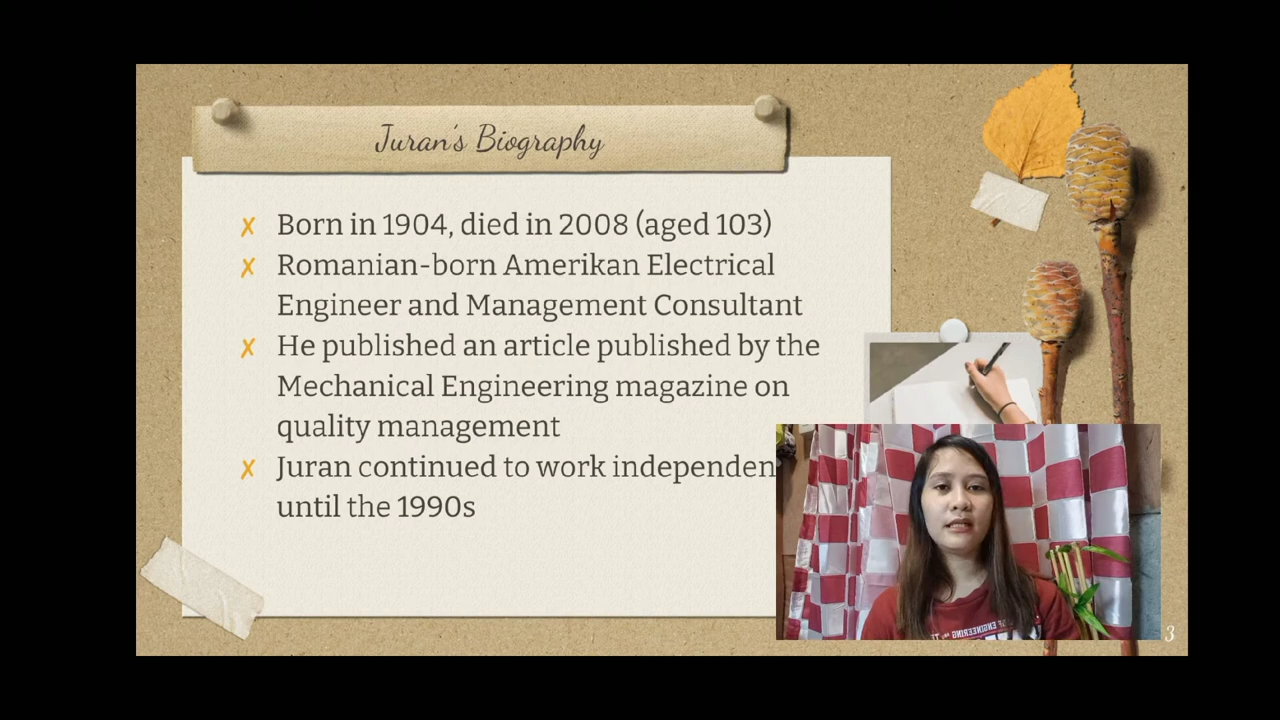 Juran's Biography
✗ Born in 1904, died in 2008 (aged 103)
✗ Romanian-born Amerikan Electrical
Engineer and Management Consultant
✗ He published an article published by the
Mechanical Engineering magazine on
quality management
✗ Juran continued to work independen
until the 1990s
OF ENGINEERING
3